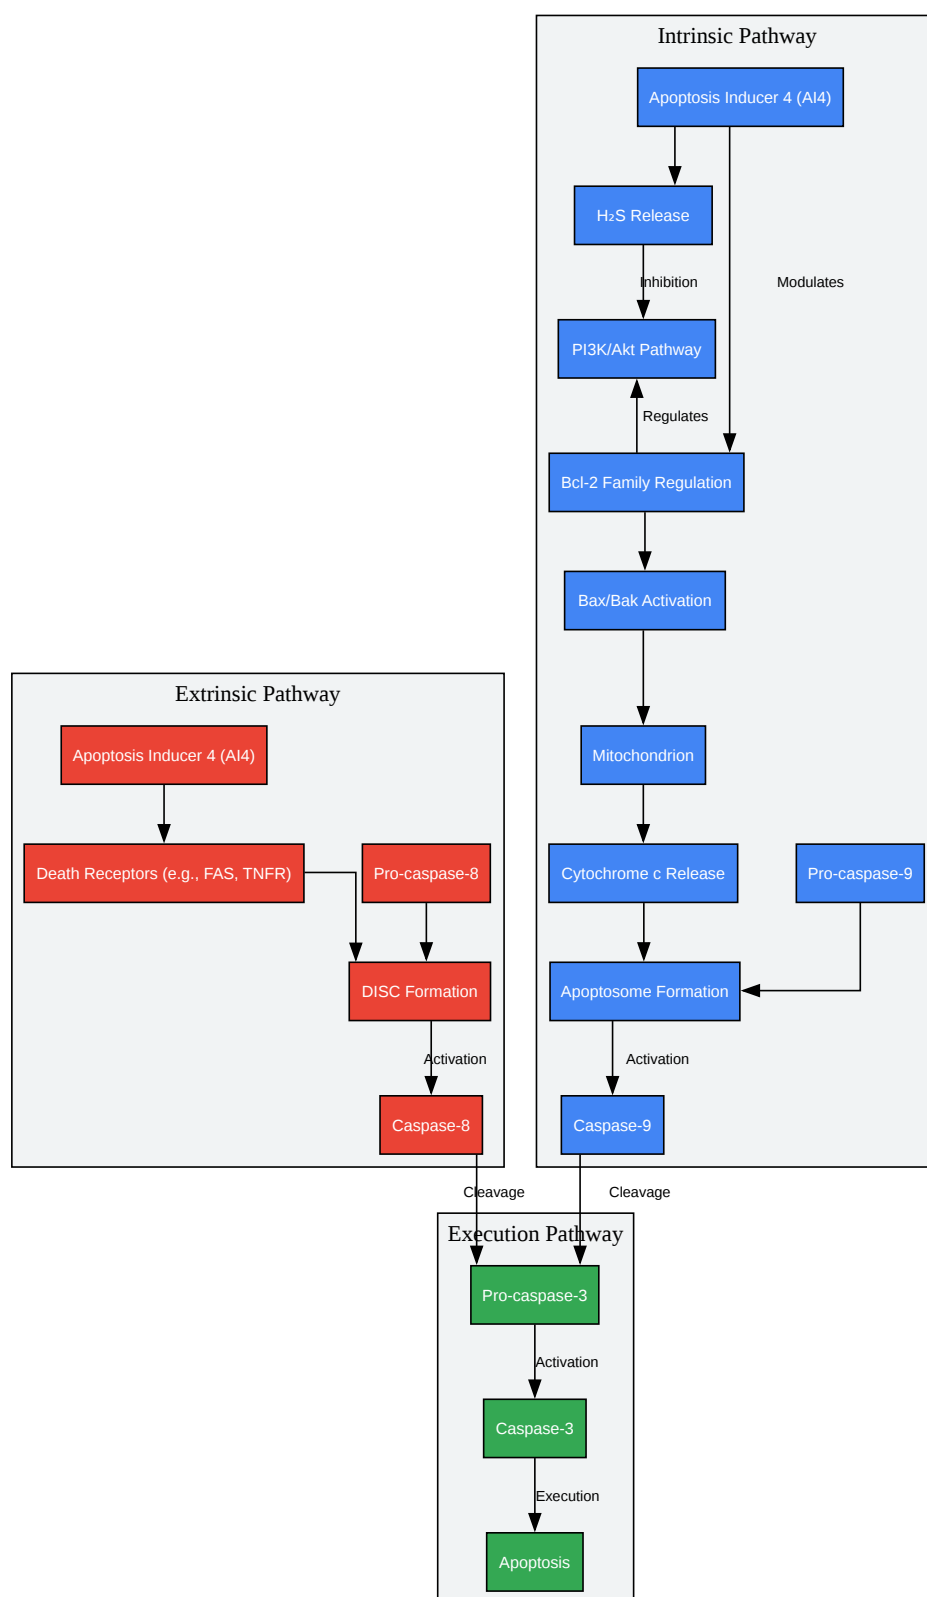 Intrinsic Pathway
Apoptosis Inducer 4 (AI4)
H₂S Release
Inhibition
Modulates
PI3K/Akt Pathway
Regulates
Bcl-2 Family Regulation
Bax/Bak Activation
Extrinsic Pathway
Apoptosis Inducer 4 (AI4)
Mitochondrion
Death Receptors (e.g., FAS, TNFR)
Pro-caspase-8
Cytochrome c Release
Pro-caspase-9
DISC Formation
Apoptosome Formation
Activation
Activation
Caspase-8
Caspase-9
Cleavage
Cleavage
Execution Pathway
Pro-caspase-3
Activation
Caspase-3
Execution
Apoptosis